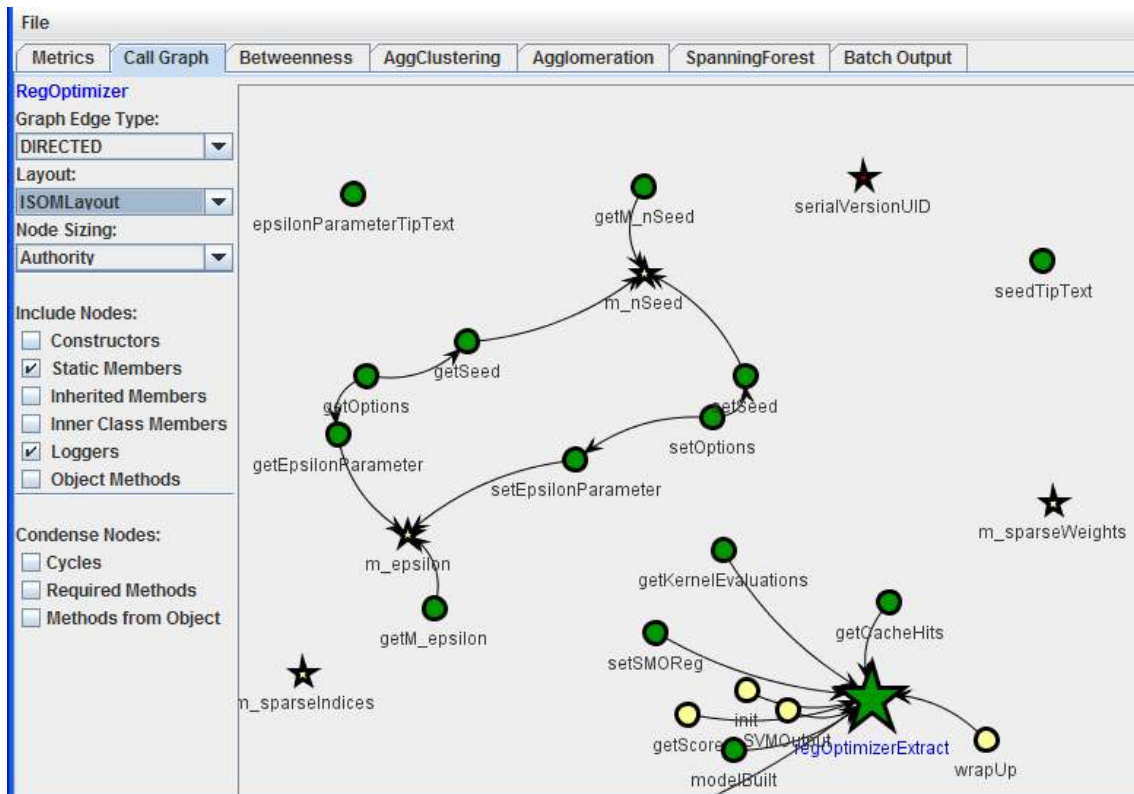 File
Metrics Call Graph Betweenness AggClustering Agglomeration SpanningForest Batch Output
RegOptimizer
Graph Edge Type:
DIRECTED
Layout:
ISOMLayout
Node Sizing:
Authority
Include Nodes:
Constructors
Static Members
Inherited Members
Inner Class Members
Loggers
Object Methods
Condense Nodes:
Cycles
Required Methods
Methods from Object
epsilonParameterTipText
getM_nSeed
serialVersionUID
seedTipText
m_nSeed
getSeed
getOptions
setSeed
setOptions
getEpsilonParameter
setEpsilonParameter
m_sparseWeights
m_epsilon
getKernelEvaluations
getM_epsilon
getCacheHits
setSMOReg
m_sparseIndices
init
getScore
SVMOutput
regOptimizerExtract
wrapUp
modelBuilt